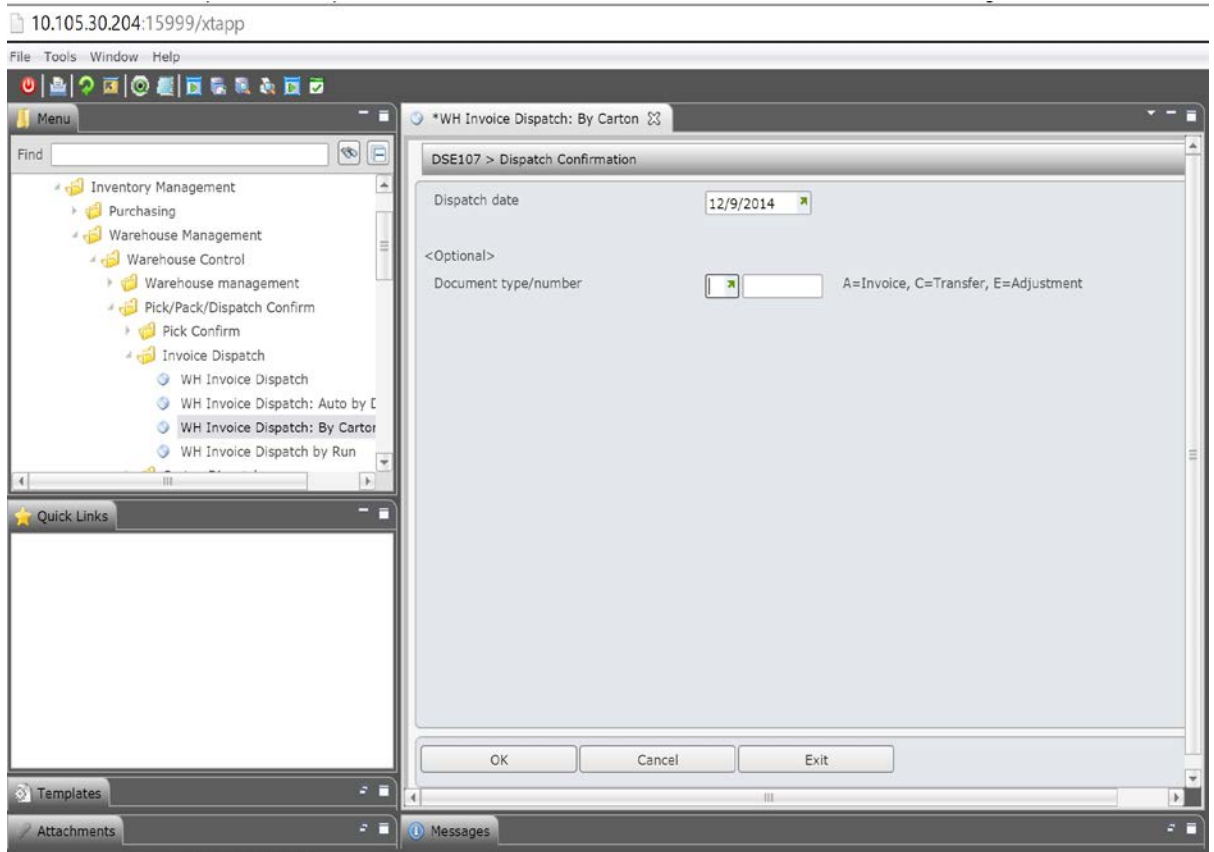 10.105.30.204:15999/xtapp
File Tools Window Help
Menu
Find
Inventory Management
Purchasing
Warehouse Management
Warehouse Control
Warehouse management
Pick/Pack/Dispatch Confirm
Pick Confirm
Invoice Dispatch
WH Invoice Dispatch
WH Invoice Dispatch: Auto by D
WH Invoice Dispatch: By Carton
WH Invoice Dispatch by Run
Quick Links
Templates
Attachments
*WH Invoice Dispatch: By Carton
DSE107 > Dispatch Confirmation
Dispatch date 12/9/2014
<Optional>
Document type/number A=Invoice, C=Transfer, E=Adjustment
OK Cancel Exit
Messages